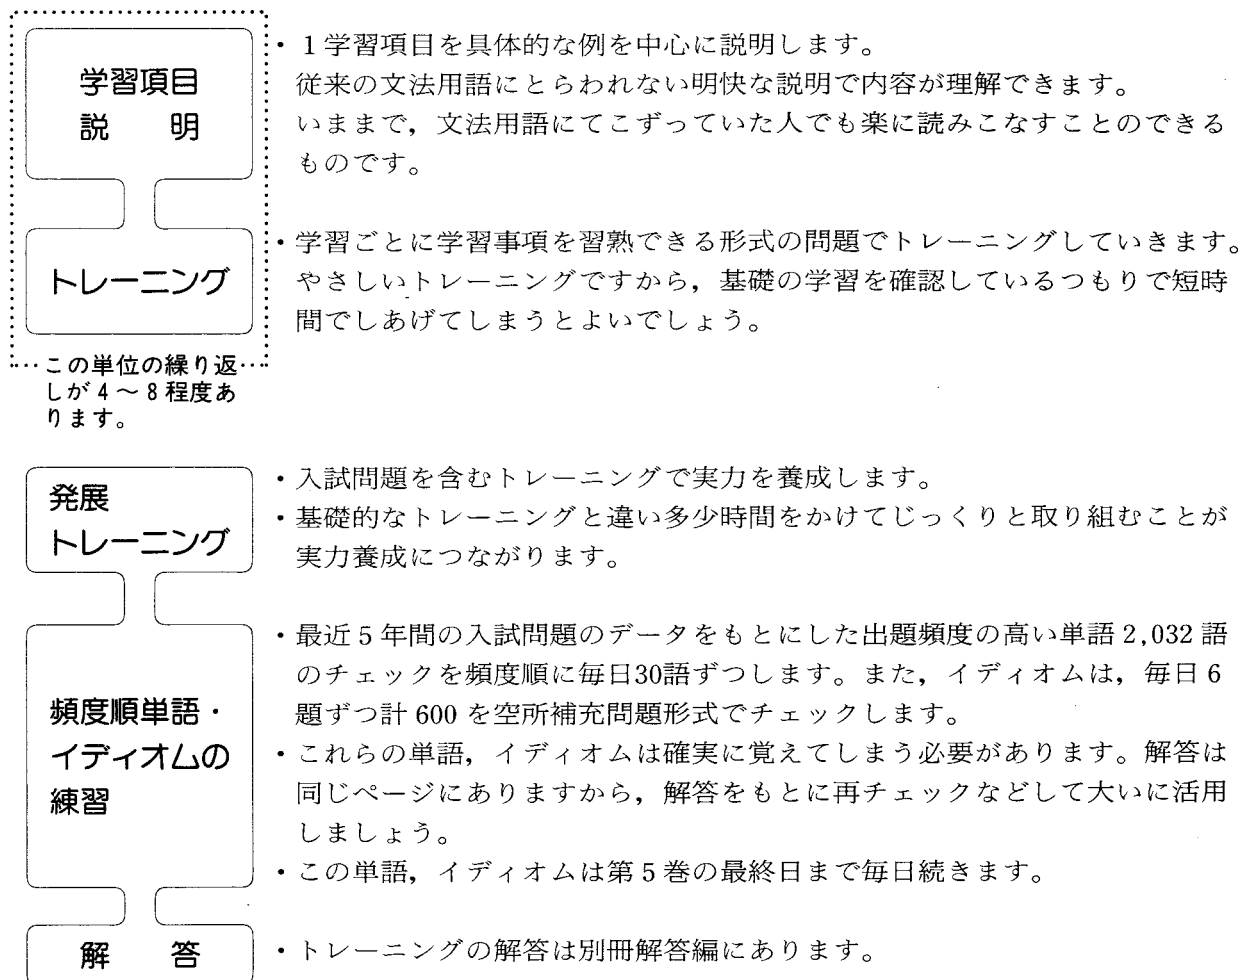 学習項目
説　明
・1学習項目を具体的な例を中心に説明します。
従来の文法用語にとらわれない明快な説明で内容が理解できます。
いままで，文法用語にてこずっていた人でも楽に読みこなすことのできる
ものです。
トレーニング
・学習ごとに学習事項を習熟できる形式の問題でトレーニングしていきます。
やさしいトレーニングですから，基礎の学習を確認しているつもりで短時
間でしあげてしまうとよいでしょう。
この単位の繰り返
しが4〜8程度あ
ります。
発展
トレーニング
・入試問題を含むトレーニングで実力を養成します。
・基礎的なトレーニングと違い多少時間をかけてじっくりと取り組むことが
実力養成につながります。
頻度順単語・
イディオムの
練習
・最近5年間の入試問題のデータをもとにした出題頻度の高い単語2,032語
のチェックを頻度順に毎日30語ずつします。また，イディオムは，毎日6
題ずつ計600を空所補充問題形式でチェックします。
・これらの単語，イディオムは確実に覚えてしまう必要があります。解答は
同じページにありますから，解答をもとに再チェックなどして大いに活用
しましょう。
・この単語，イディオムは第5巻の最終日まで毎日続きます。
解　答
・トレーニングの解答は別冊解答編にあります。